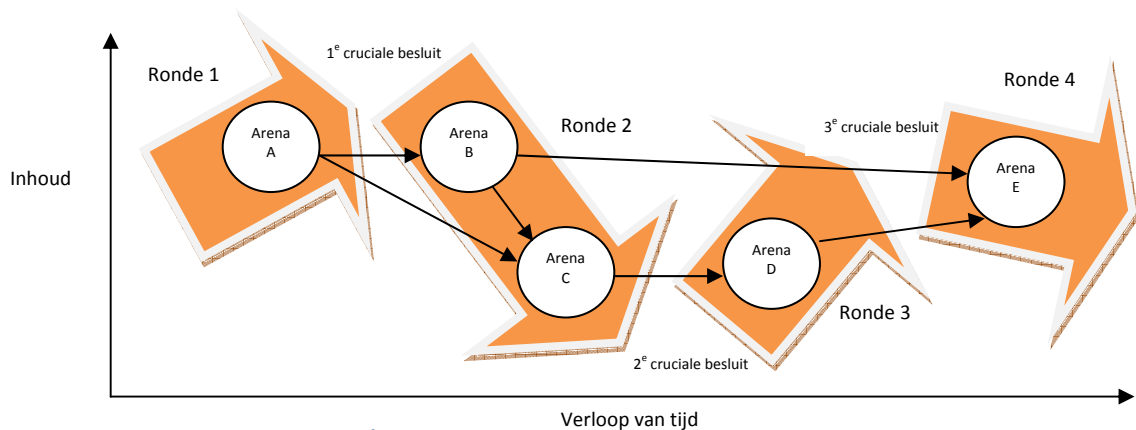 1e cruciale besluit
Ronde 1
Ronde 4
Arena
A
Arena
B
Ronde 2
3e cruciale besluit
Inhoud
Arena
E
Arena
C
Arena
D
Ronde 3
2e cruciale besluit
Verloop van tijd